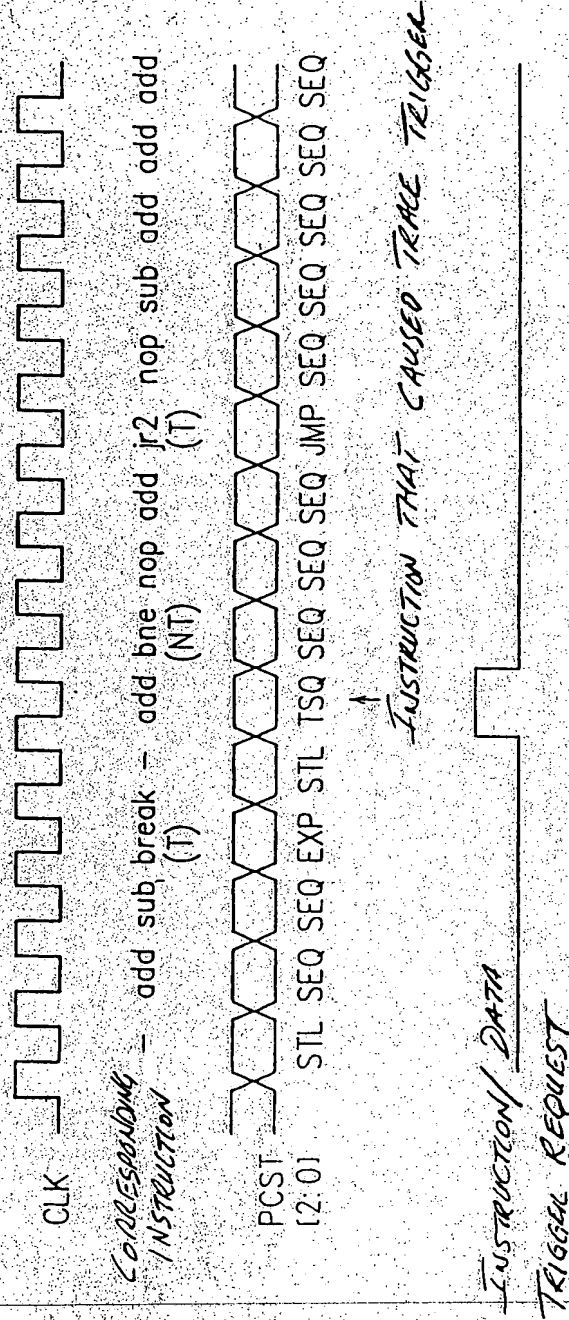 CLK
CORRESPONDING
INSTRUCTION
– add sub break – add bne nop add jr2 nop sub add add add
(T) (NT) (T)
PCST
[2:0]
STL SEQ SEQ EXP STL TSQ SEQ SEQ SEQ JMP SEQ SEQ SEQ SEQ SEQ
INSTRUCTION THAT CAUSED TRACE TRIGGER
INSTRUCTION/ DATA
TRIGGER REQUEST